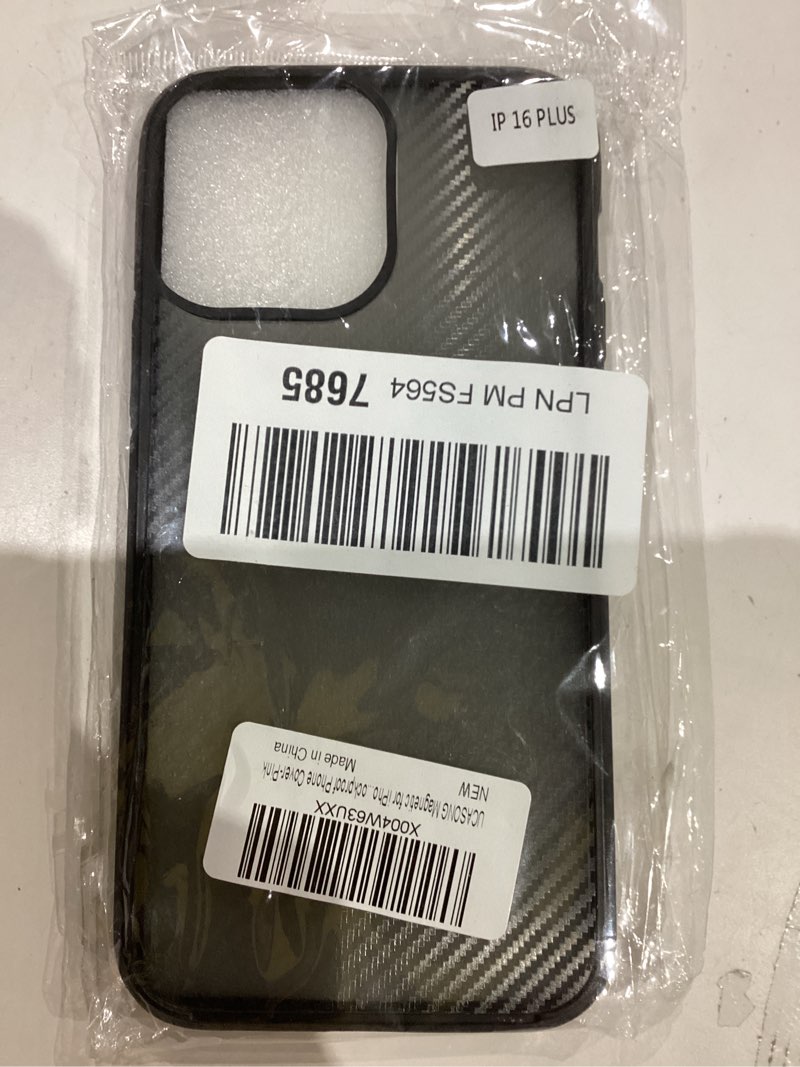 IP 16 PLUS
LPN PM FS564 7685
X004W63UXX
UCASONG Magnetic for iPho...ockproof Phone Cover-Pink
NEW
Made in China